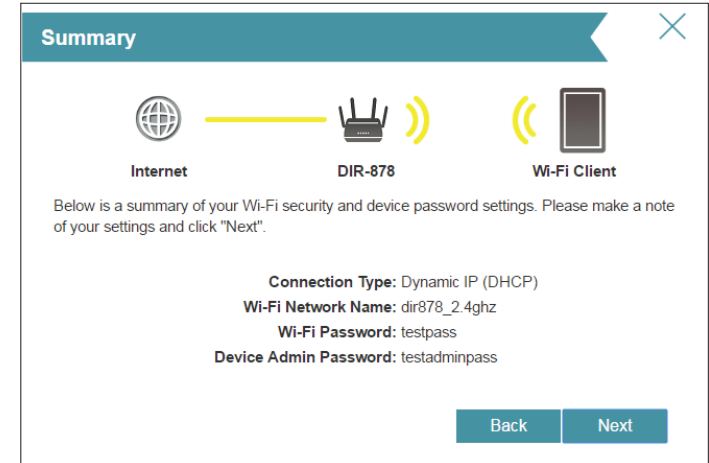 Summary
Internet
DIR-878
Wi-Fi Client
Below is a summary of your Wi-Fi security and device password settings. Please make a note
of your settings and click "Next".
Connection Type: Dynamic IP (DHCP)
Wi-Fi Network Name: dir878_2.4ghz
Wi-Fi Password: testpass
Device Admin Password: testadminpass
Back
Next